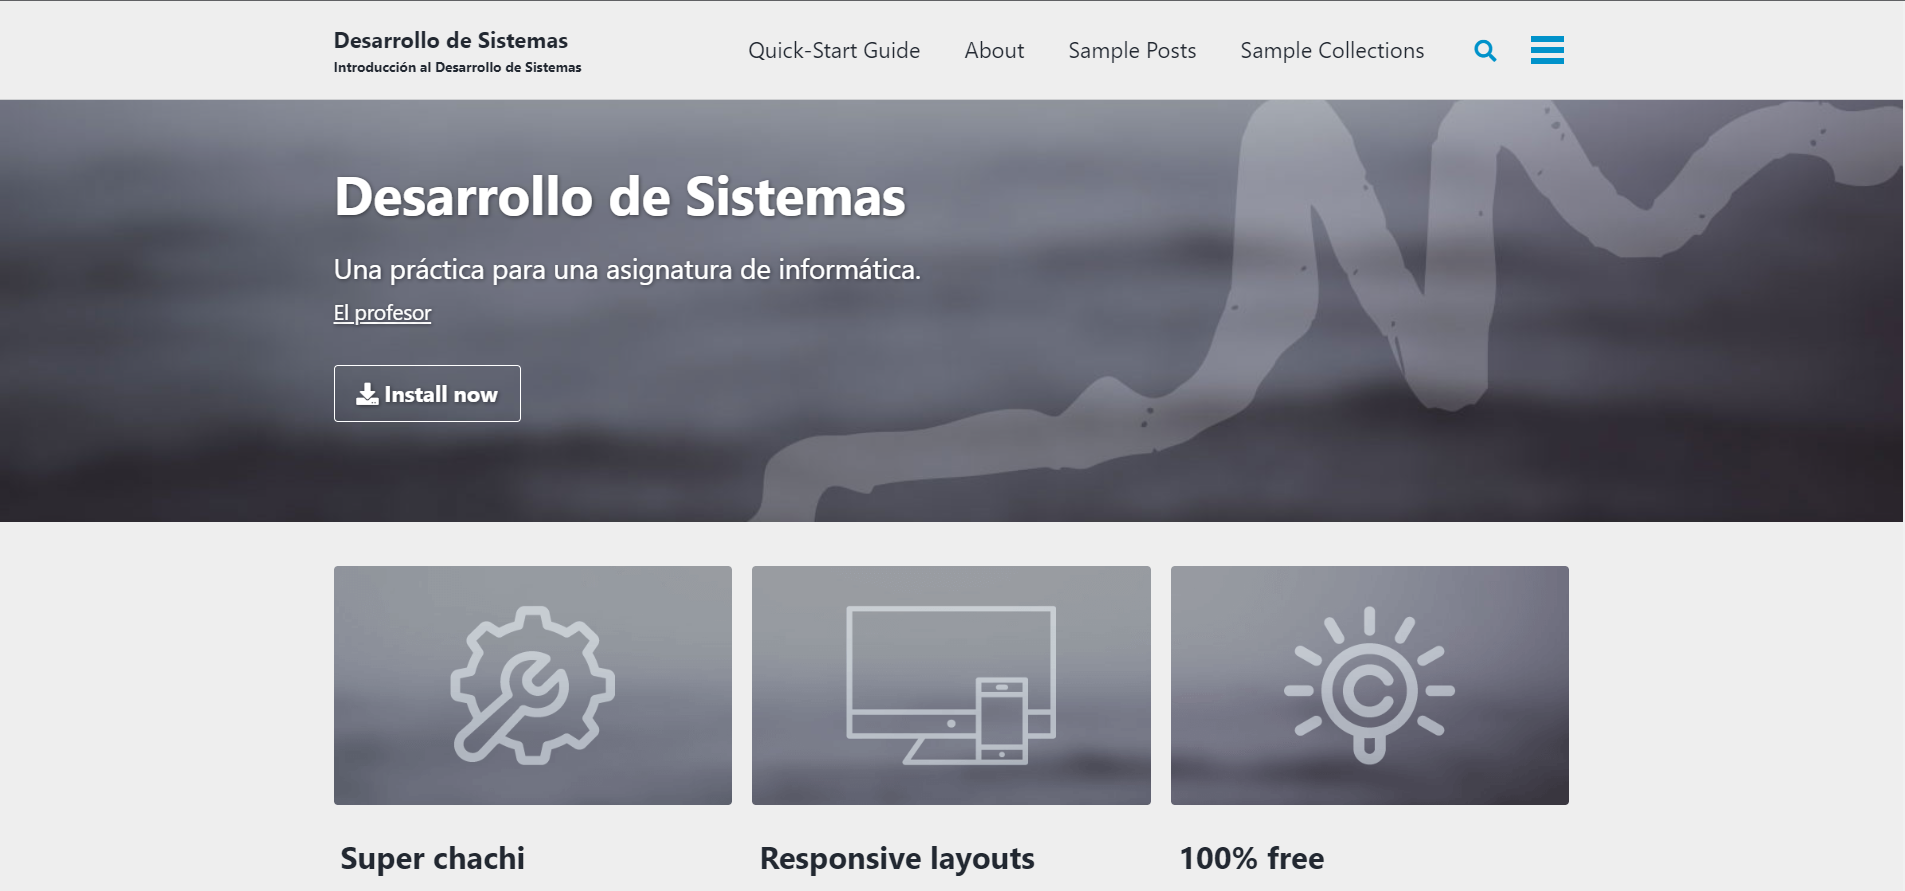 Desarrollo de Sistemas
Introducción al Desarrollo de Sistemas
Quick-Start Guide About Sample Posts Sample Collections
Desarrollo de Sistemas
Una práctica para una asignatura de informática.
El profesor
Install now
Super chachi Responsive layouts 100% free